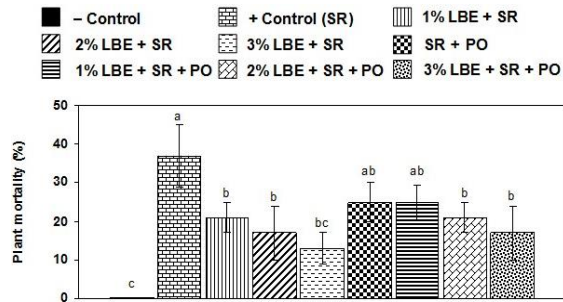 – Control + Control (SR) 1% LBE + SR
2% LBE + SR 3% LBE + SR SR + PO
1% LBE + SR + PO 2% LBE + SR + PO 3% LBE + SR + PO
Plant mortality (%)
50
40
30
20
10
0
c a b b bc ab ab b b